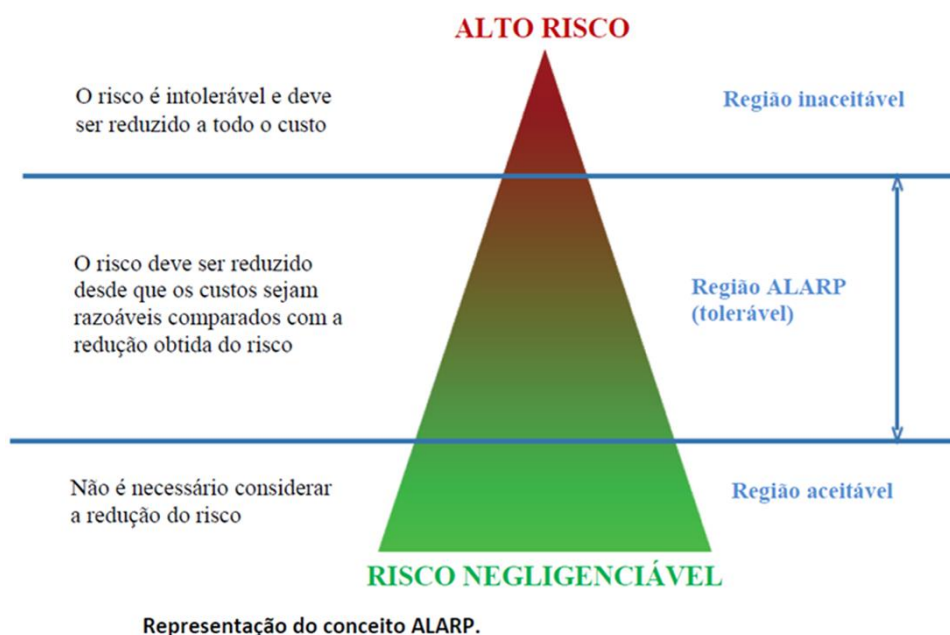 ALTO RISCO
O risco é intolerável e deve
ser reduzido a todo o custo
Região inaceitável
O risco deve ser reduzido
desde que os custos sejam
razoáveis comparados com a
redução obtida do risco
Região ALARP
(tolerável)
Não é necessário considerar
a redução do risco
Região aceitável
RISCO NEGLIGENCIÁVEL
Representação do conceito ALARP.